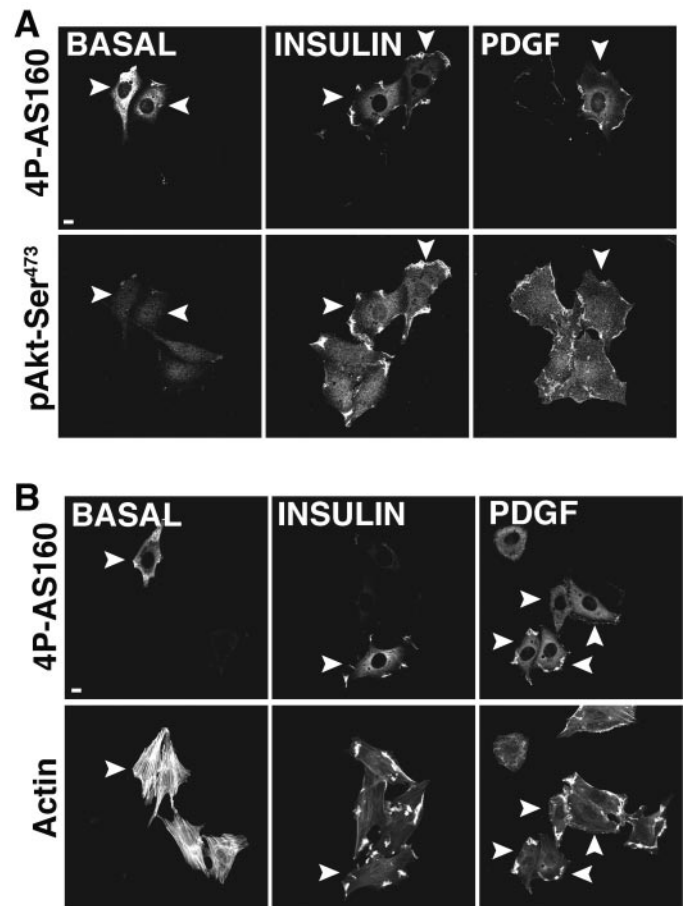 A
BASAL INSULIN PDGF
4P-AS160
pAkt-Ser473
B
BASAL INSULIN PDGF
4P-AS160
Actin